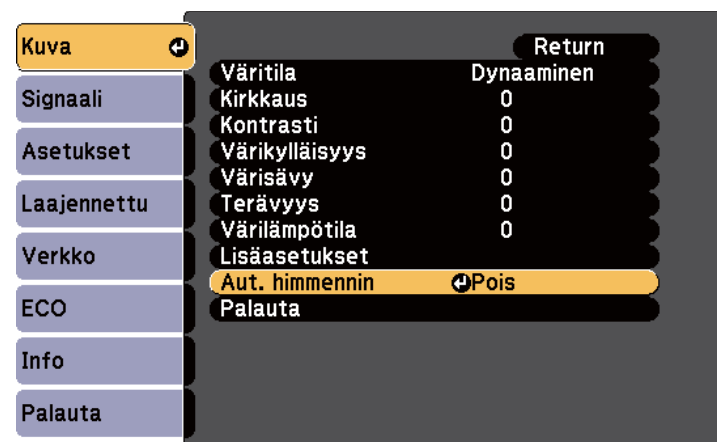 Kuva
Signaali
Asetukset
Laajennettu
Verkko
ECO
Info
Palauta
Return
Väritila Dynaaminen
Kirkkaus 0
Kontrasti 0
Värikylläisyys 0
Värisävy 0
Terävyys 0
Värilämpötila 0
Lisäasetukset
Aut. himmennin Pois
Palauta